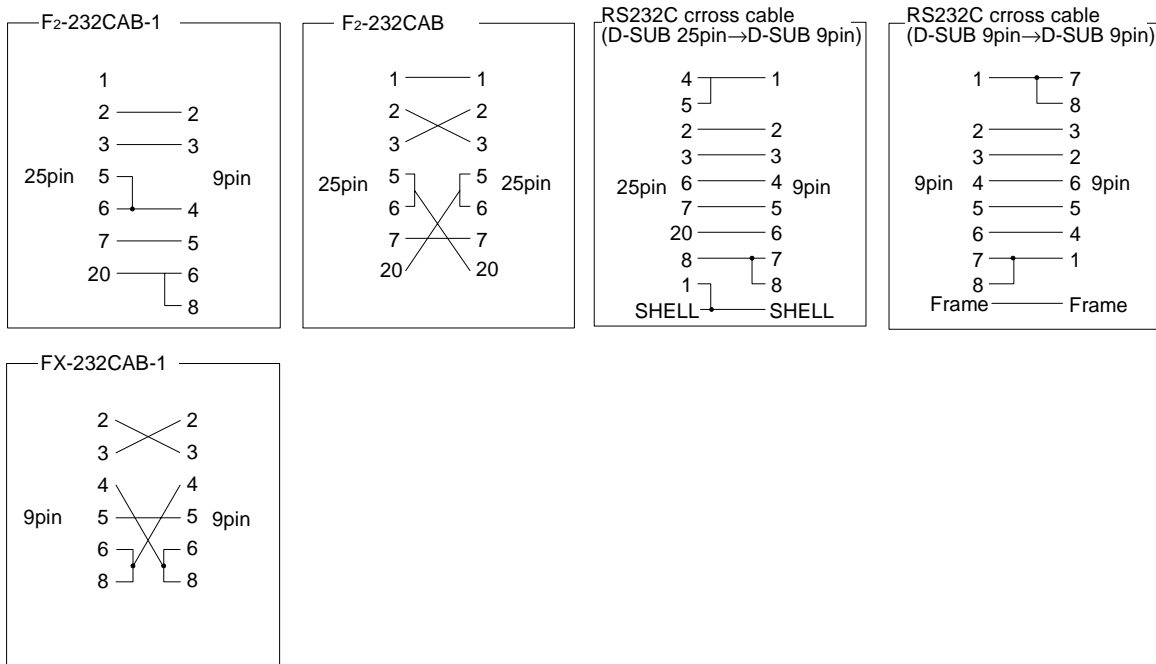 F2-232CAB-1
1
2 2
3 3
5
25pin 9pin
6 4
7 5
20 6
8
F2-232CAB
1 1
2 2
3 3
5 5
25pin 25pin
6 6
7 7
20 20
RS232C crross cable
(D-SUB 25pin→D-SUB 9pin)
4 1
5
2 2
3 3
25pin 6 4 9pin
7 5
20 6
8 7
1 8
SHELL SHELL
RS232C crross cable
(D-SUB 9pin→D-SUB 9pin)
1 7
8
2 3
3 2
9pin 4 6 9pin
5 5
6 4
7 1
8
Frame Frame
FX-232CAB-1
2 2
3 3
4 4
9pin 5 5 9pin
6 6
8 8